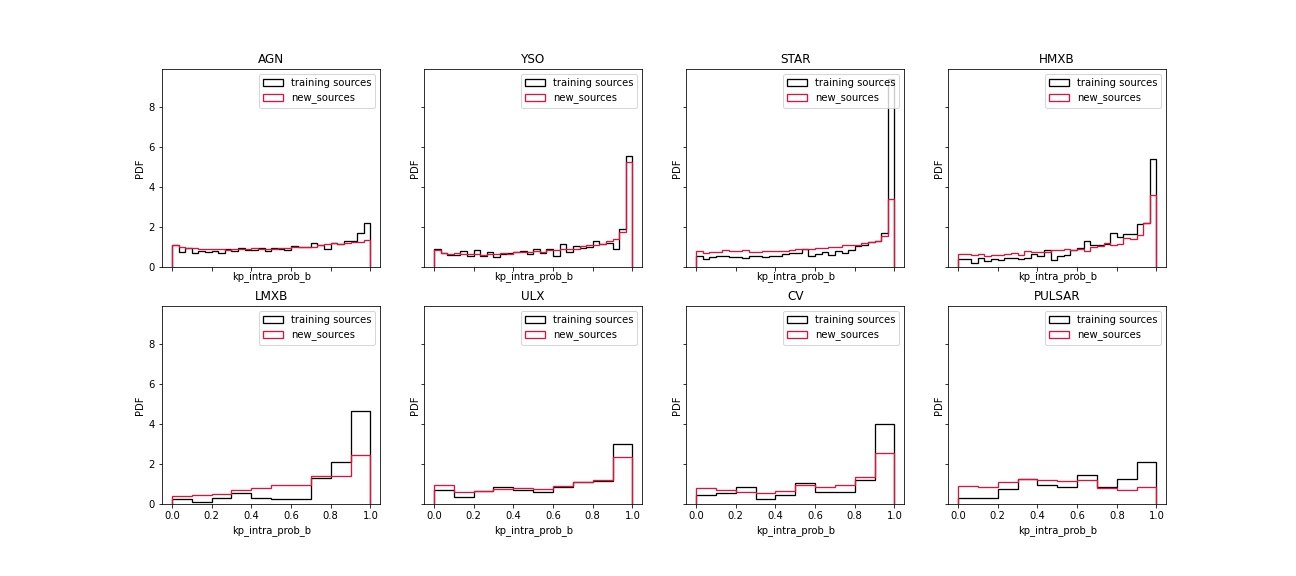 AGN
YSO
STAR
HMXB
training sources
new_sources
training sources
new_sources
training sources
new_sources
training sources
new_sources
PDF
PDF
PDF
PDF
8
6
4
2
0
kp_intra_prob_b
kp_intra_prob_b
kp_intra_prob_b
kp_intra_prob_b
LMXB
ULX
CV
PULSAR
training sources
new_sources
training sources
new_sources
training sources
new_sources
training sources
new_sources
PDF
PDF
PDF
PDF
8
6
4
2
0
0.0 0.2 0.4 0.6 0.8 1.0
0.0 0.2 0.4 0.6 0.8 1.0
0.0 0.2 0.4 0.6 0.8 1.0
0.0 0.2 0.4 0.6 0.8 1.0
kp_intra_prob_b
kp_intra_prob_b
kp_intra_prob_b
kp_intra_prob_b